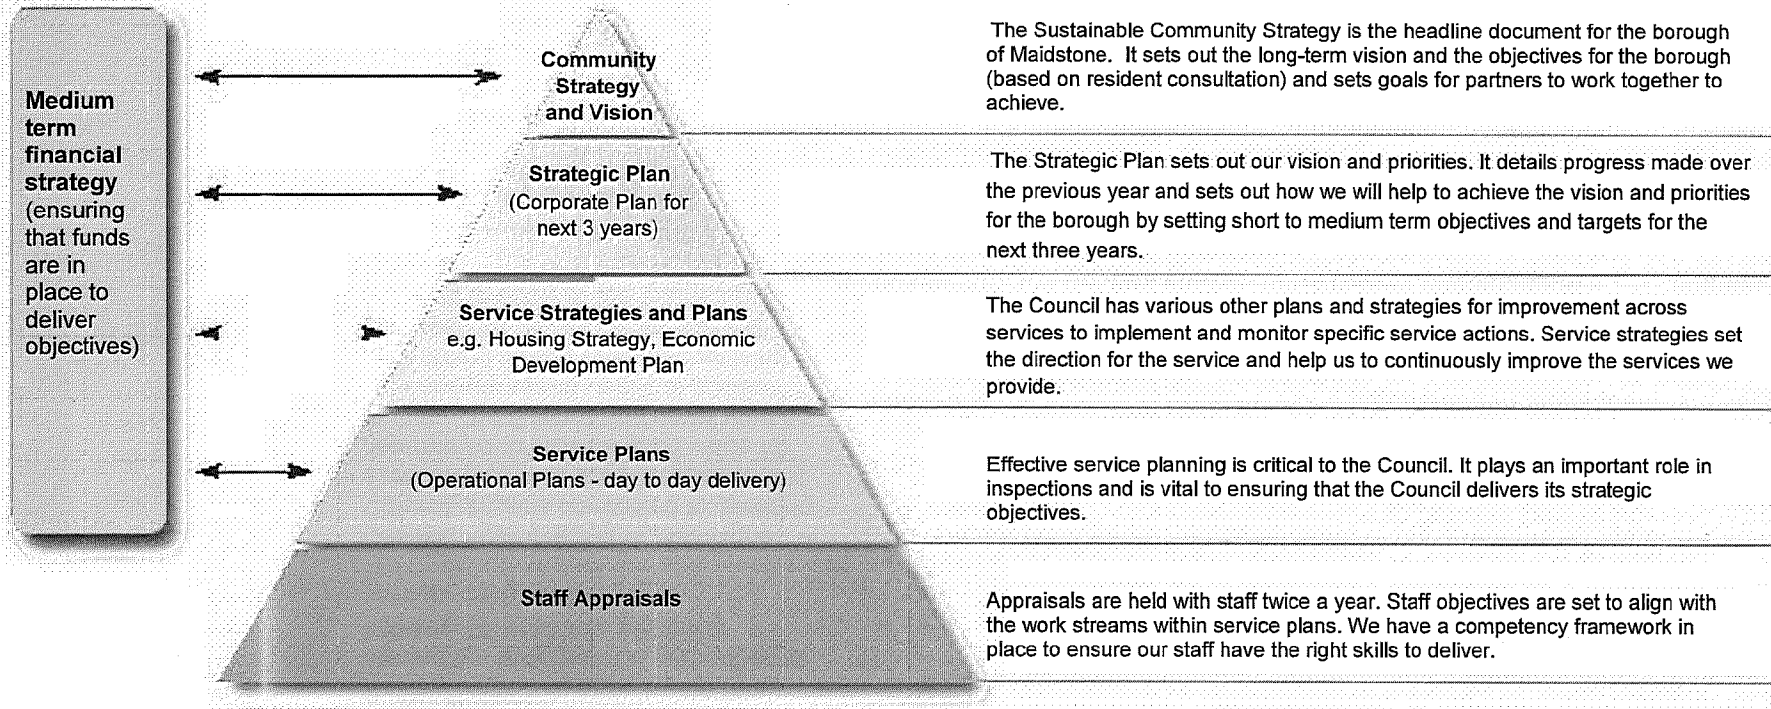 Medium
term
financial
strategy
(ensuring
that funds
are in
place to
deliver
objectives)
Community
Strategy
and Vision
The Sustainable Community Strategy is the headline document for the borough
of Maidstone. It sets out the long-term vision and the objectives for the borough
(based on resident consultation) and sets goals for partners to work together to
achieve.
Strategic Plan
(Corporate Plan for
next 3 years)
The Strategic Plan sets out our vision and priorities. It details progress made over
the previous year and sets out how we will help to achieve the vision and priorities
for the borough by setting short to medium term objectives and targets for the
next three years.
Service Strategies and Plans
e.g. Housing Strategy, Economic
Development Plan
The Council has various other plans and strategies for improvement across
services to implement and monitor specific service actions. Service strategies set
the direction for the service and help us to continuously improve the services we
provide.
Service Plans
(Operational Plans - day to day delivery)
Effective service planning is critical to the Council. It plays an important role in
inspections and is vital to ensuring that the Council delivers its strategic
objectives.
Staff Appraisals
Appraisals are held with staff twice a year. Staff objectives are set to align with
the work streams within service plans. We have a competency framework in
place to ensure our staff have the right skills to deliver.